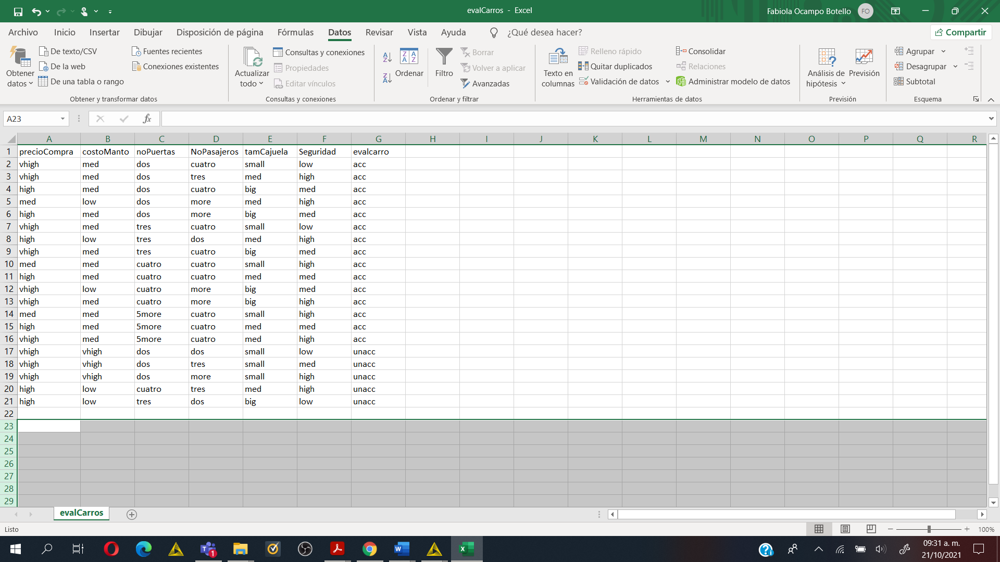 evalCarros - Excel
Fabiola Ocampo Botello FO
Archivo Inicio Insertar Dibujar Disposición de página Fórmulas Datos Revisar Vista Ayuda ¿Qué desea hacer? Compartir
Obtener datos
De texto/CSV
De la web
De una tabla o rango
Fuentes recientes
Conexiones existentes
Obtener y transformar datos
Actualizar todo
Consultas y conexiones
Propiedades
Editar vínculos
Consultas y conexiones
Ordenar
Filtro
Borrar
Volver a aplicar
Avanzadas
Ordenar y filtrar
Texto en columnas
Relleno rápido
Quitar duplicados
Validación de datos
Consolidar
Relaciones
Administrar modelo de datos
Herramientas de datos
Análisis de hipótesis
Previsión
Previsión
Agrupar
Desagrupar
Subtotal
Esquema
A23 fx
A B C D E F G H I J K L M N O P Q R
1 precioCompra costoManto noPuertas NoPasajeros tamCajuela Seguridad evalcarro
2 vhigh med dos cuatro small low acc
3 vhigh med dos tres med high acc
4 high med dos cuatro big med acc
5 med low dos more med high acc
6 high med dos more big med acc
7 vhigh med tres cuatro small low acc
8 high low tres dos med high acc
9 vhigh med tres cuatro big med acc
10 med med cuatro cuatro small high acc
11 high med cuatro cuatro med med acc
12 vhigh low cuatro more big med acc
13 vhigh med cuatro more big high acc
14 med med 5more cuatro small high acc
15 high med 5more cuatro med med acc
16 vhigh med 5more cuatro med high acc
17 vhigh vhigh dos dos small low unacc
18 vhigh vhigh dos tres small med unacc
19 vhigh vhigh dos more small high unacc
20 high low cuatro tres med high unacc
21 high low tres dos big low unacc
22
23
24
25
26
27
28
29
evalCarros
Listo
100%
09:31 a. m.
21/10/2021